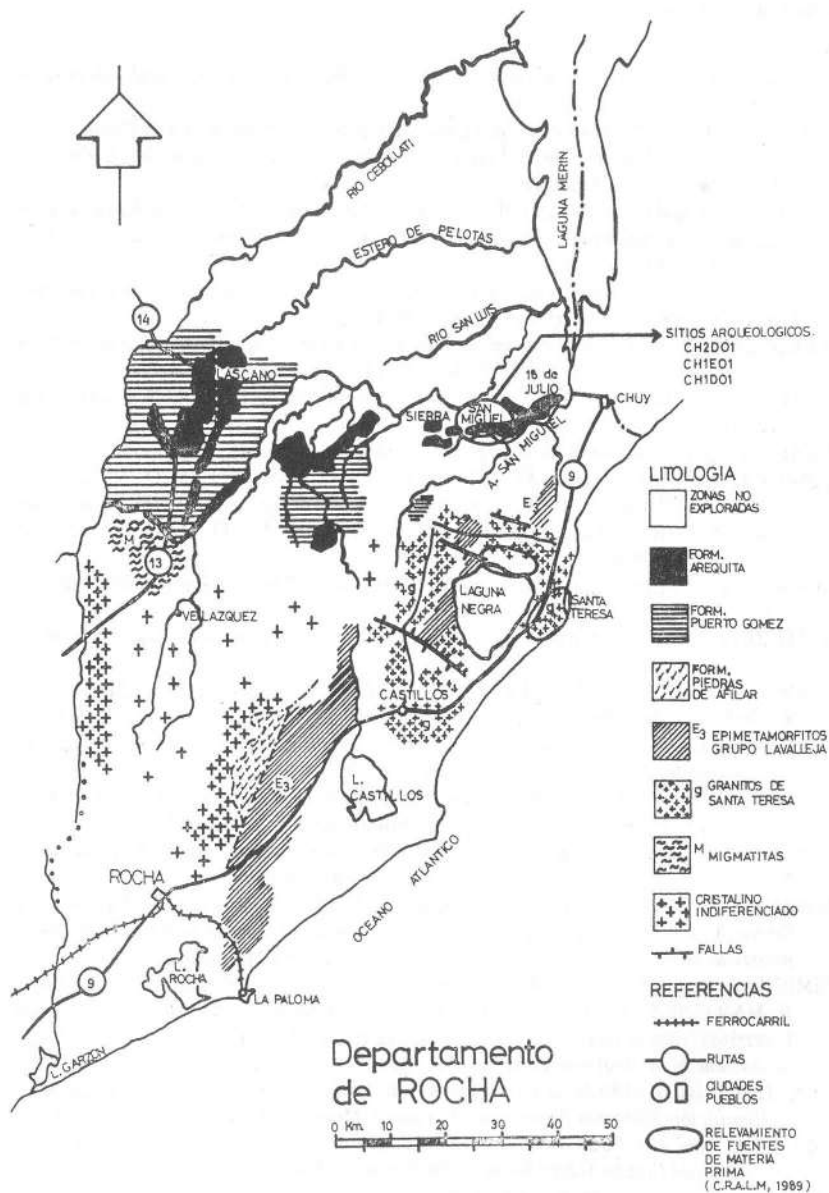 RIO CEBOLLATI
LAGUNA MERIN
ESTERO DE PELOTAS
RIO SAN LUIS
14
LASCANO
SITIOS ARQUEOLOGICOS.
CH2D01
CH1E01
CH1D01
18 de
JULIO
SIERRA
SAN
MIGUEL
CHUY
A. SAN MIGUEL
9
E3
M
13
VELAZQUEZ
g
LAGUNA
NEGRA
g
SANTA
TERESA
CASTILLOS
g
E3
L.
CASTILLOS
OCEANO ATLANTICO
ROCHA
9
L.
ROCHA
LA PALOMA
L. GARZON
LITOLOGIA
ZONAS NO
EXPLORADAS
FORM.
AREQUITA
FORM.
PUERTO GOMEZ
FORM.
PIEDRAS
DE AFILAR
E3 EPIMETAMORFITOS
GRUPO LAVALLEJA
g GRANITOS DE
SANTA TERESA
M MIGMATITAS
CRISTALINO
INDIFERENCIADO
FALLAS
REFERENCIAS
FERROCARRIL
RUTAS
CIUDADES
PUEBLOS
RELEVAMIENTO
DE FUENTES
DE MATERIA
PRIMA
(C.R.A.L.M, 1989)
Departamento
de ROCHA
0 Km. 10 20 30 40 50